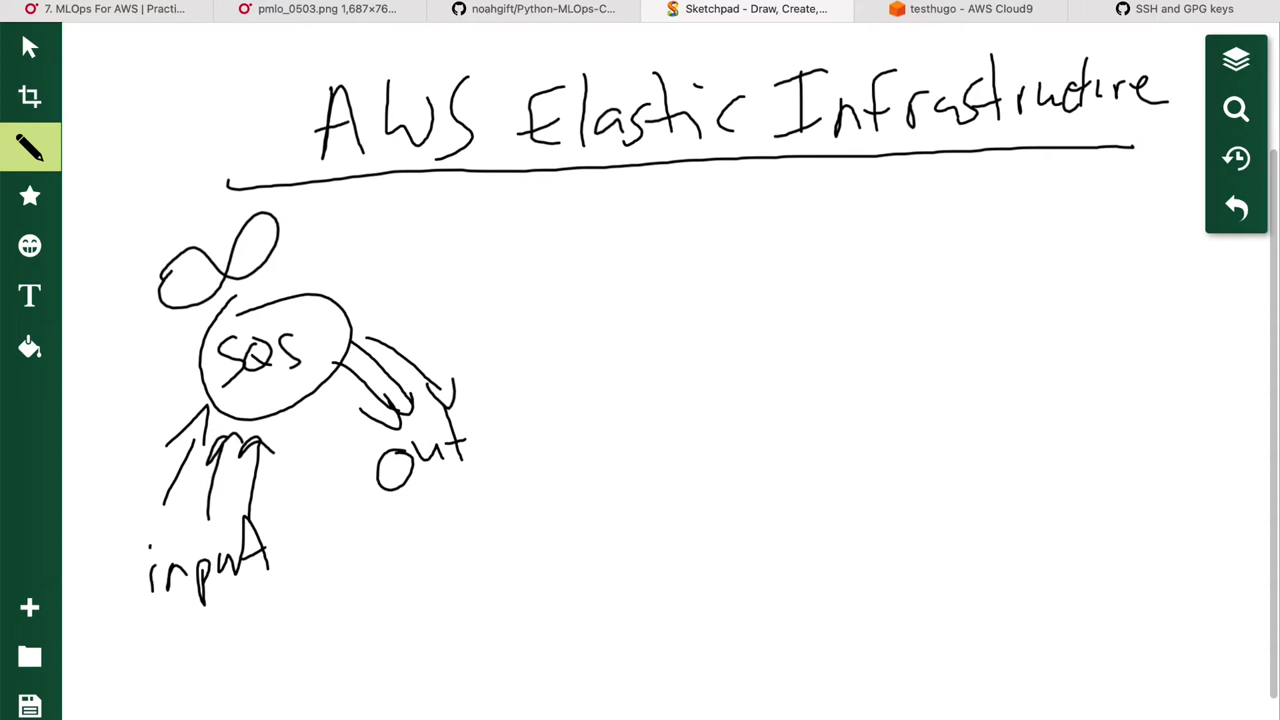 7. MLOps For AWS | Practi...
pmlo_0503.png 1,687×76...
noahgift/Python-MLOps-C...
Sketchpad - Draw, Create,...
testhugo - AWS Cloud9
SSH and GPG keys
AWS Elastic Infrastructure
SQS
out
input
T